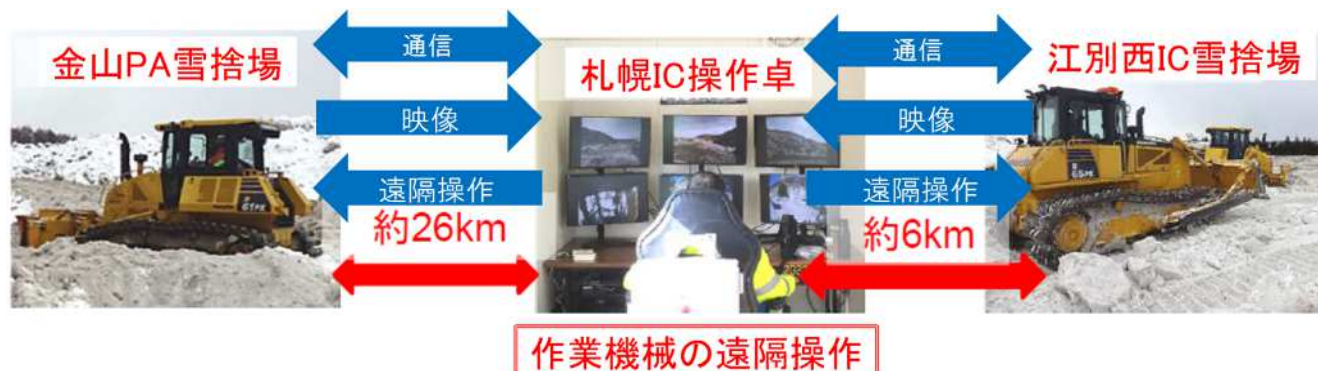 通信
通信
金山PA雪捨場
札幌IC操作卓
江別西IC雪捨場
映像
映像
遠隔操作
遠隔操作
約26km
約6km
作業機械の遠隔操作